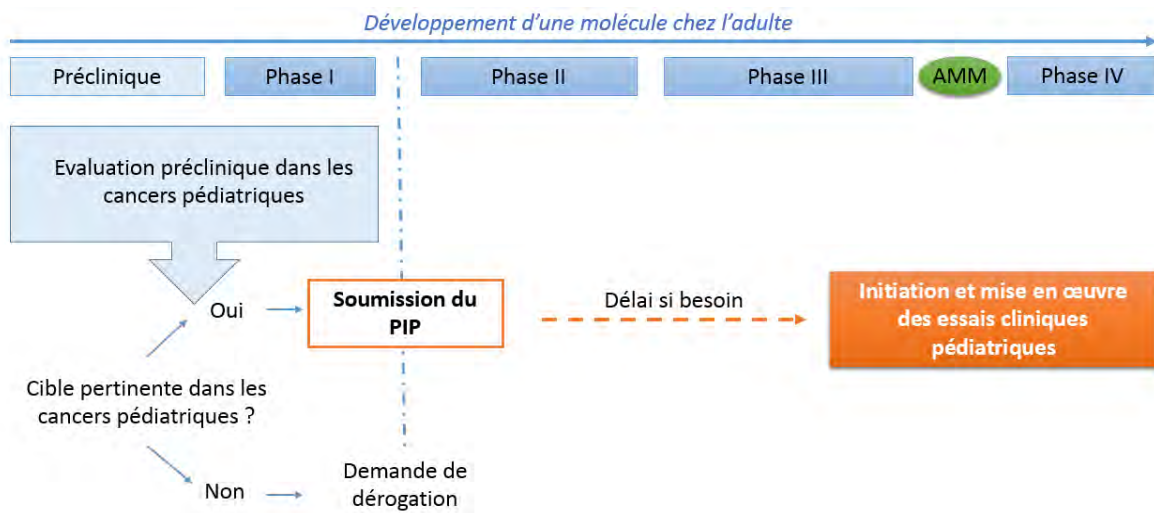 Développement d’une molécule chez l’adulte
Préclinique
Phase I
Phase II
Phase III
AMM
Phase IV
Evaluation préclinique dans les
cancers pédiatriques
Oui
Soumission du
PIP
Délai si besoin
Initiation et mise en œuvre
des essais cliniques
pédiatriques
Cible pertinente dans les
cancers pédiatriques ?
Non
Demande de
dérogation